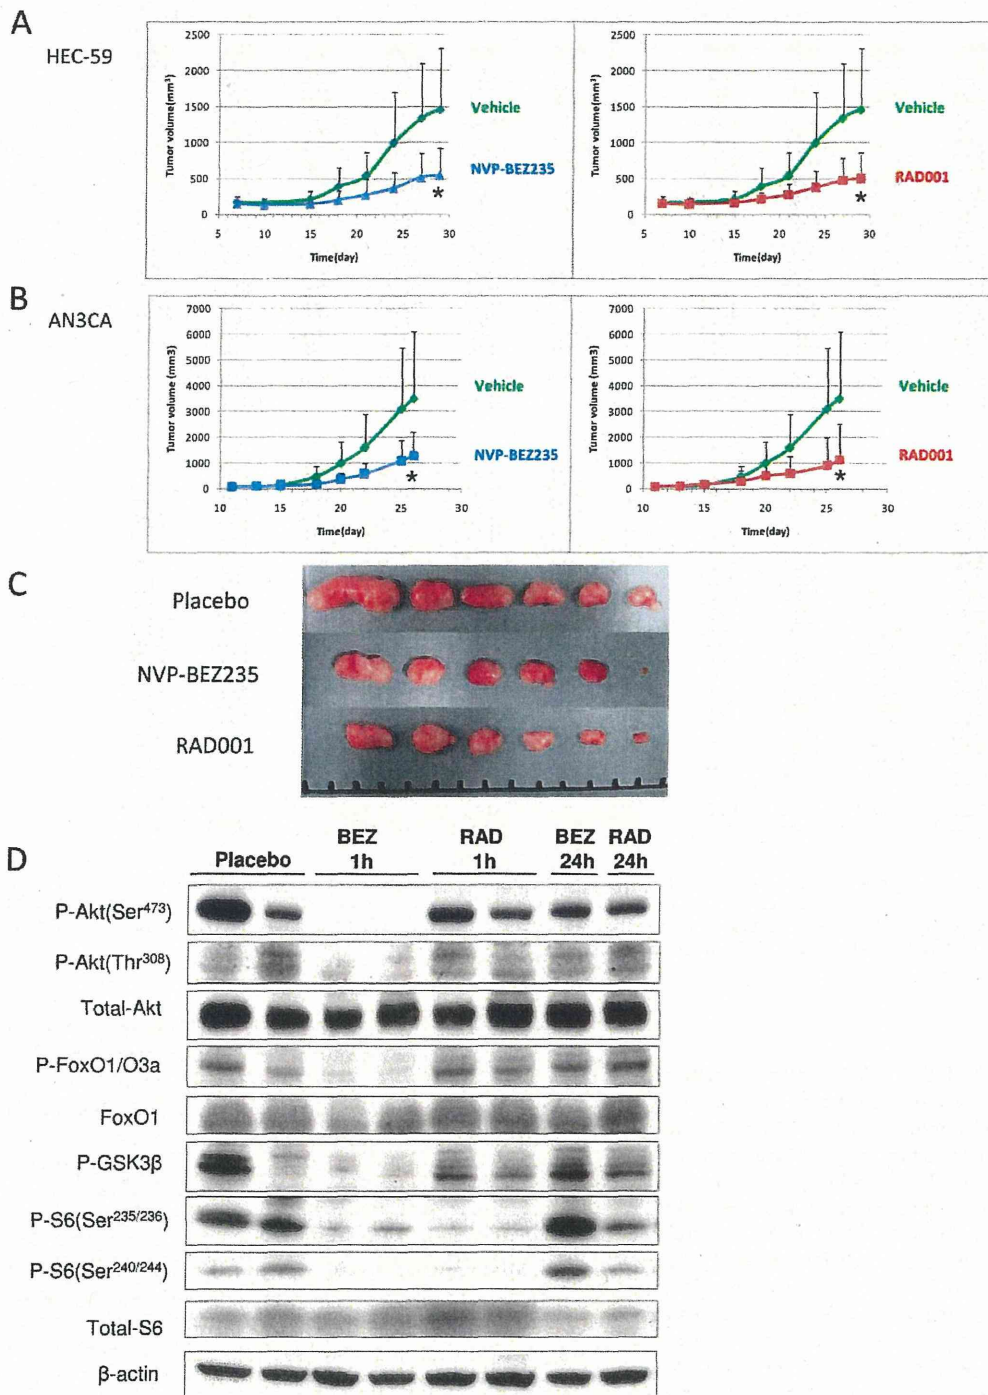 A
HEC-59
Tumor volume(mm³)
2500
2000
1500
1000
500
0
5 10 15 20 25 30
Time(day)
Vehicle
NVP-BEZ235
*
Tumor volume(mm³)
2500
2000
1500
1000
500
0
5 10 15 20 25 30
Time(day)
Vehicle
RAD001
*
B
AN3CA
Tumor volume (mm3)
7000
6000
5000
4000
3000
2000
1000
0
10 15 20 25 30
Time(day)
Vehicle
NVP-BEZ235
*
Tumor volume (mm3)
7000
6000
5000
4000
3000
2000
1000
0
10 15 20 25 30
Time(day)
Vehicle
RAD001
*
C
Placebo
NVP-BEZ235
RAD001
D
Placebo
BEZ 1h
RAD 1h
BEZ 24h
RAD 24h
P-Akt(Ser⁴⁷³)
P-Akt(Thr³⁰⁸)
Total-Akt
P-FoxO1/O3a
FoxO1
P-GSK3β
P-S6(Ser²³⁵/²³⁶)
P-S6(Ser²⁴⁰/²⁴⁴)
Total-S6
β-actin